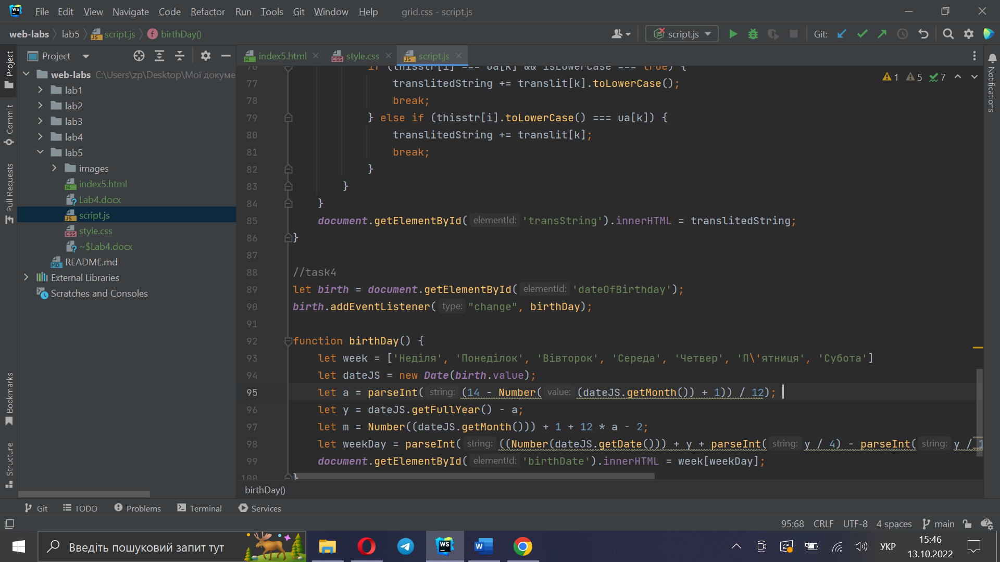 WS File Edit View Navigate Code Refactor Run Tools Git Window Help grid.css - script.js
web-labs lab5 script.js birthDay() script.js Git:
Project index5.html style.css script.js
web-labs C:\Users\zp\Desktop\Мої докуме
lab1
lab2
lab3
lab4
lab5
images
index5.html
Lab4.docx
script.js
style.css
~$Lab4.docx
README.md
External Libraries
Scratches and Consoles
Project
Commit
Pull Requests
Bookmarks
Structure
Notifications
1 5 7
76 if (thisstr[i] === ua[k] && isLowerCase === true) {
77 translitedString += translit[k].toLowerCase();
78 break;
79 } else if (thisstr[i].toLowerCase() === ua[k]) {
80 translitedString += translit[k];
81 break;
82 }
83 }
84 }
85 document.getElementById( elementId: 'transString').innerHTML = translitedString;
86 }
87
88 //task4
89 let birth = document.getElementById( elementId: 'dateOfBirthday');
90 birth.addEventListener( type: "change", birthDay);
91
92 function birthDay() {
93 let week = ['Неділя', 'Понеділок', 'Вівторок', 'Середа', 'Четвер', 'П\'ятниця', 'Субота']
94 let dateJS = new Date(birth.value);
95 let a = parseInt( string: (14 - Number( value: (dateJS.getMonth()) + 1)) / 12);
96 let y = dateJS.getFullYear() - a;
97 let m = Number((dateJS.getMonth())) + 1 + 12 * a - 2;
98 let weekDay = parseInt( string: ((Number(dateJS.getDate())) + y + parseInt( string: y / 4) - parseInt( string: y / 1
99 document.getElementById( elementId: 'birthDate').innerHTML = week[weekDay];
100 }
birthDay()
Git TODO Problems Terminal Services
95:68 CRLF UTF-8 4 spaces main
Введіть пошуковий запит тут
УКР
15:46
13.10.2022